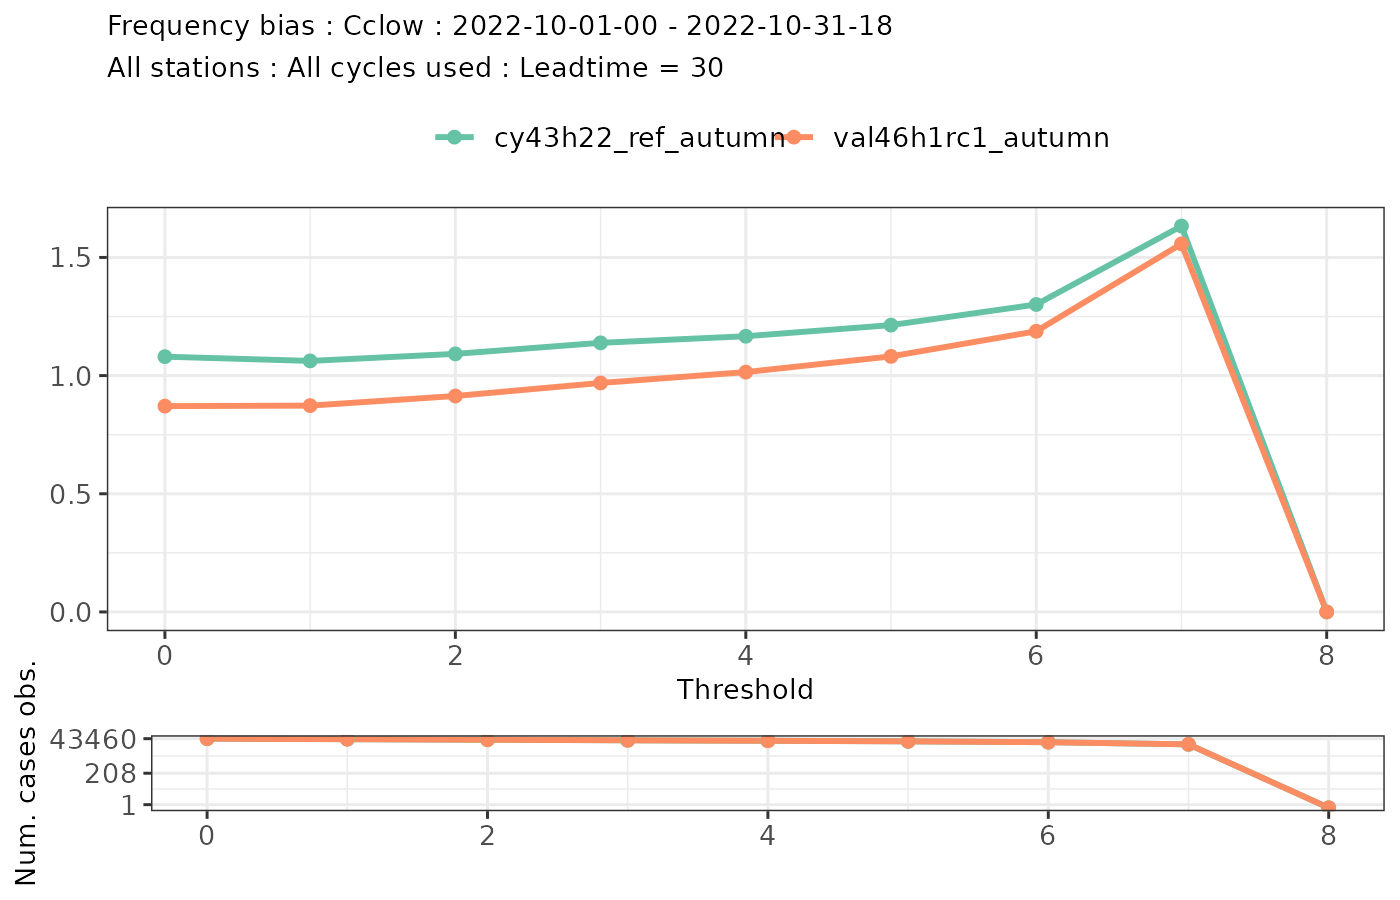 Frequency bias : Cclow : 2022-10-01-00 - 2022-10-31-18
All stations : All cycles used : Leadtime = 30
cy43h22_ref_autumn val46h1rc1_autumn
1.5
1.0
0.5
0.0
0 2 4 6 8
Threshold
Num. cases obs.
43460
208
1
0 2 4 6 8